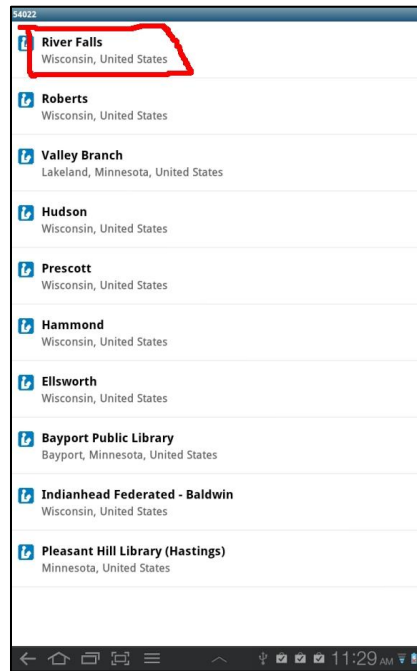 54022
River Falls
Wisconsin, United States
Roberts
Wisconsin, United States
Valley Branch
Lakeland, Minnesota, United States
Hudson
Wisconsin, United States
Prescott
Wisconsin, United States
Hammond
Wisconsin, United States
Ellsworth
Wisconsin, United States
Bayport Public Library
Bayport, Minnesota, United States
Indianhead Federated - Baldwin
Wisconsin, United States
Pleasant Hill Library (Hastings)
Minnesota, United States
11:29 AM